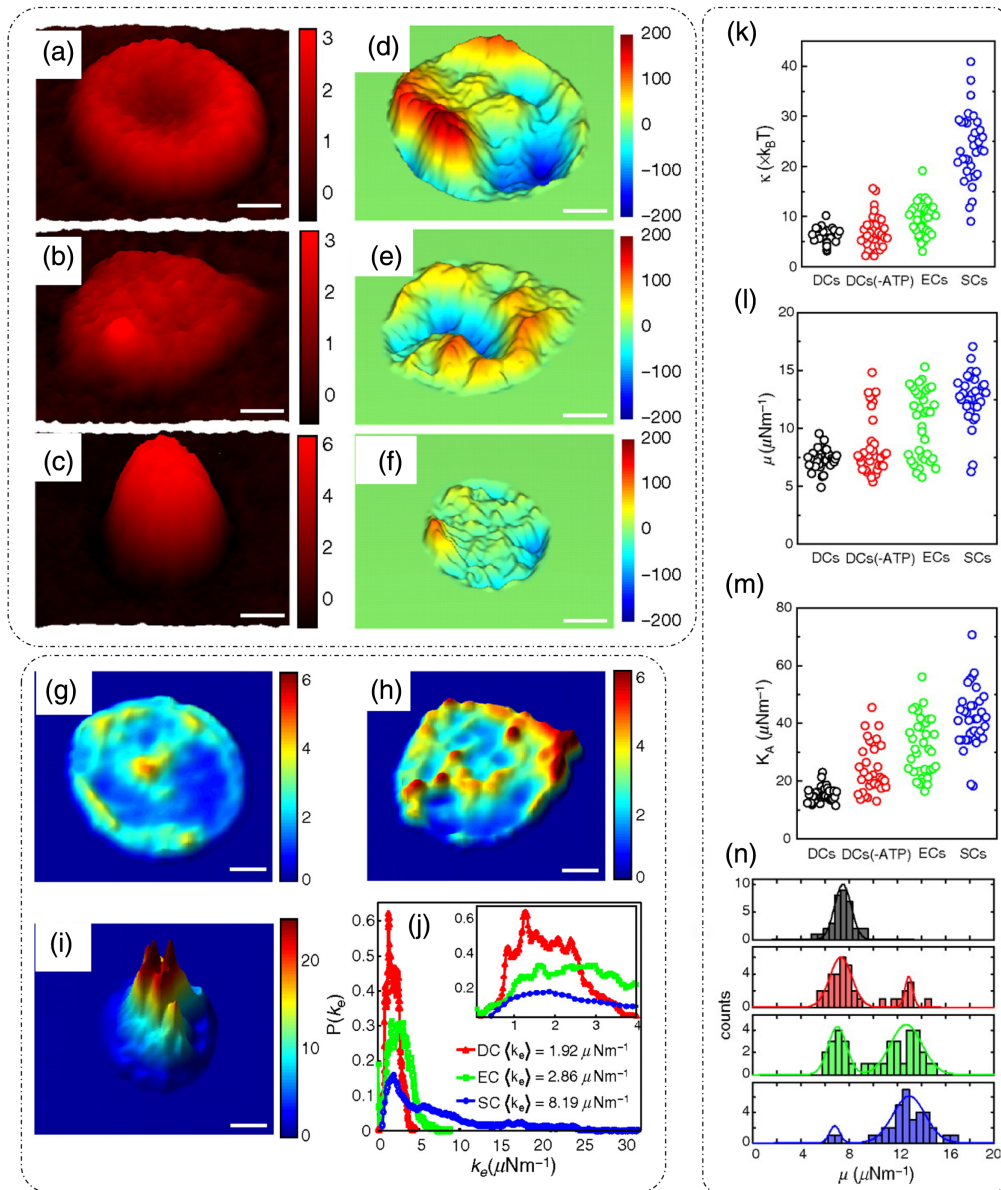 (a)
3
2
1
0
(d)
200
100
0
−100
−200
(b)
3
2
1
0
(e)
200
100
0
−100
−200
(c)
6
4
2
0
(f)
200
100
0
−100
−200
(g)
6
4
2
0
(h)
6
4
2
0
(i)
20
10
0
(j)
P(kₑ)
0.6
0.5
0.4
0.3
0.2
0.1
0
0.6
0.4
0.2
1 2 3 4
DC ⟨kₑ⟩ = 1.92 μNm⁻¹
EC ⟨kₑ⟩ = 2.86 μNm⁻¹
SC ⟨kₑ⟩ = 8.19 μNm⁻¹
0 5 10 15 20 25 30
kₑ(μNm⁻¹)
(k)
κ (×k_BT)
40
30
20
10
0
DCs DCs(-ATP) ECs SCs
(l)
μ (μNm⁻¹)
20
15
10
5
0
DCs DCs(-ATP) ECs SCs
(m)
K_A (μNm⁻¹)
80
60
40
20
0
DCs DCs(-ATP) ECs SCs
(n)
counts
10
5
0
6
4
2
0
6
4
2
0
6
3
0
0 4 8 12 16 20
μ (μNm⁻¹)